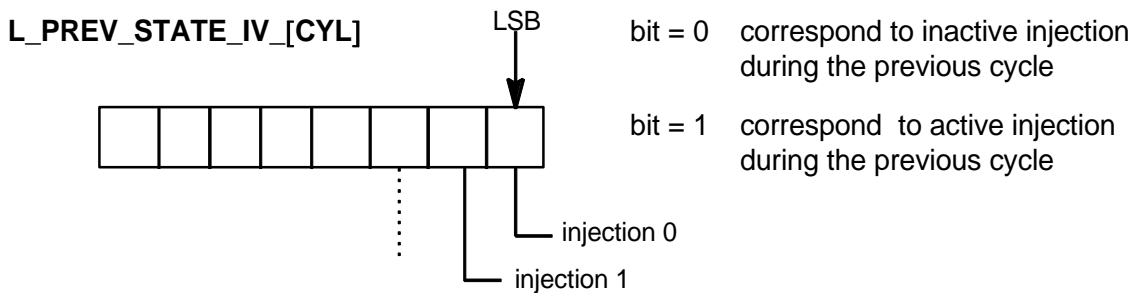 L_PREV_STATE_IV_[CYL]
LSB
bit = 0 correspond to inactive injection
during the previous cycle
bit = 1 correspond to active injection
during the previous cycle
injection 0
injection 1